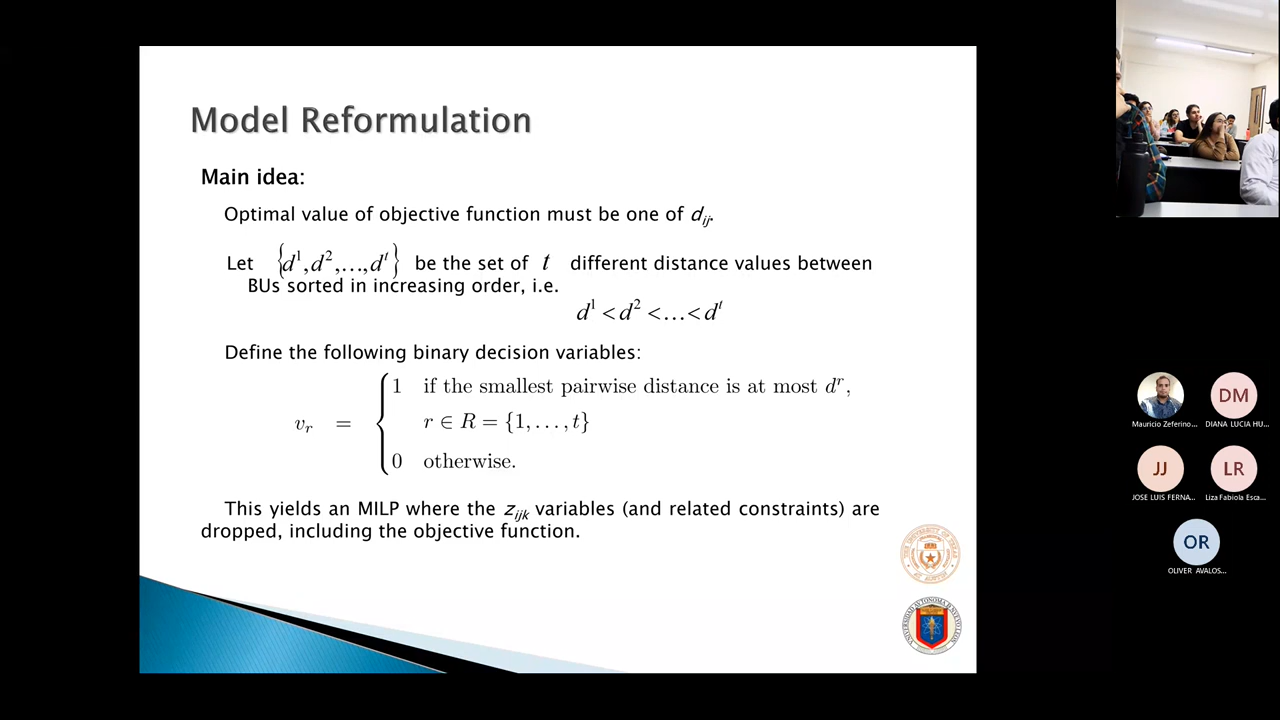 Model Reformulation
Main idea:
Optimal value of objective function must be one of d_ij.
Let {d^1, d^2, ..., d^t} be the set of t different distance values between
BUs sorted in increasing order, i.e.
d^1 < d^2 < ... < d^t
Define the following binary decision variables:
1 if the smallest pairwise distance is at most d^r,
v_r = { r ∈ R = {1, ..., t}
0 otherwise.
This yields an MILP where the z_ijk variables (and related constraints) are
dropped, including the objective function.
Mauricio Zeferino...
DM
DIANA LUCIA HU...
JJ
JOSE LUIS FERNA...
LR
Liza Fabiola Esca...
OR
OLIVER AVALOS...